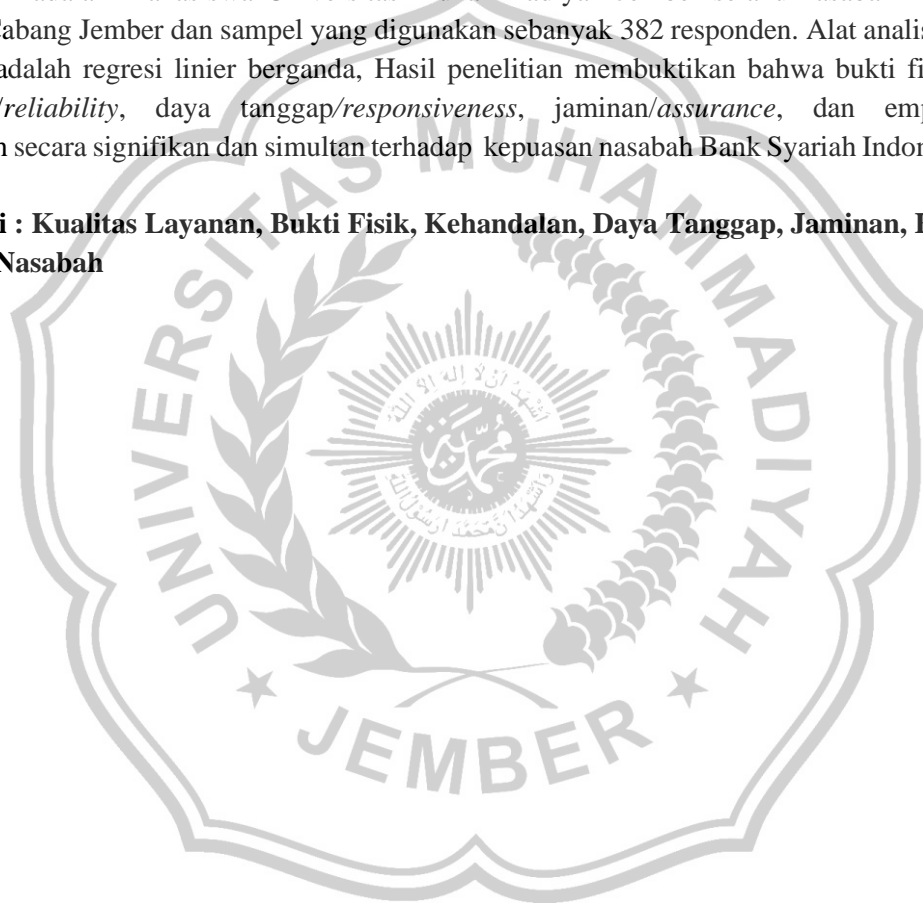 Cabang Jember dan sampel yang digunakan sebanyak 382 responden. Alat analis
adalah regresi linier berganda, Hasil penelitian membuktikan bahwa bukti fi
/reliability, daya tanggap/responsiveness, jaminan/assurance, dan emp
n secara signifikan dan simultan terhadap kepuasan nasabah Bank Syariah Indon
i : Kualitas Layanan, Bukti Fisik, Kehandalan, Daya Tanggap, Jaminan, E
Nasabah
UNIVERSITAS MUHAMMADIYAH
JEMBER